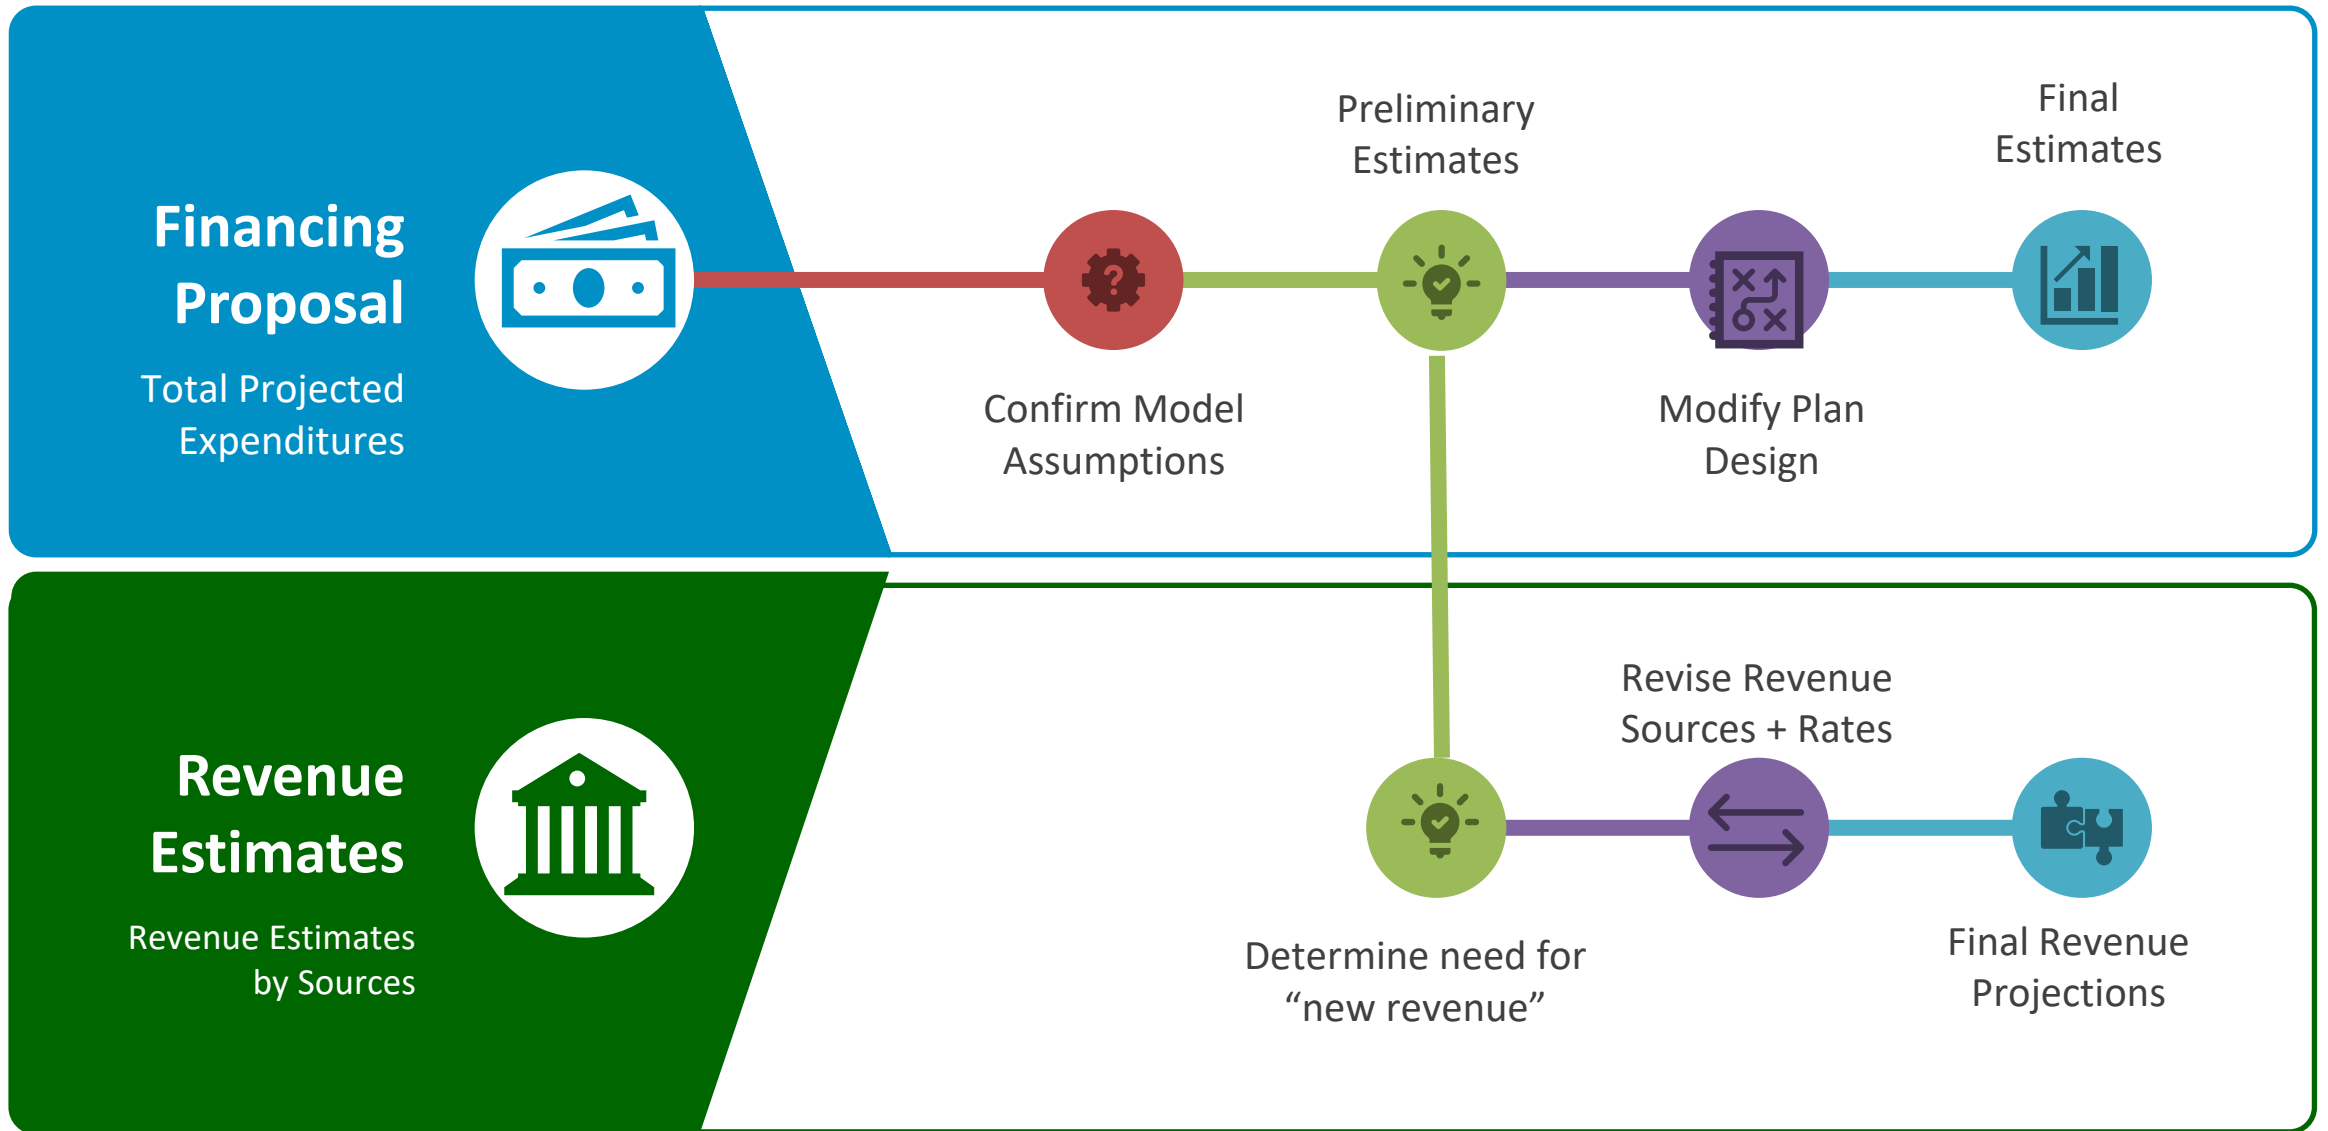 Financing
Proposal
Total Projected
Expenditures
Confirm Model
Assumptions
Preliminary
Estimates
Modify Plan
Design
Final
Estimates
Revenue
Estimates
Revenue Estimates
by Sources
Determine need for
“new revenue”
Revise Revenue
Sources + Rates
Final Revenue
Projections